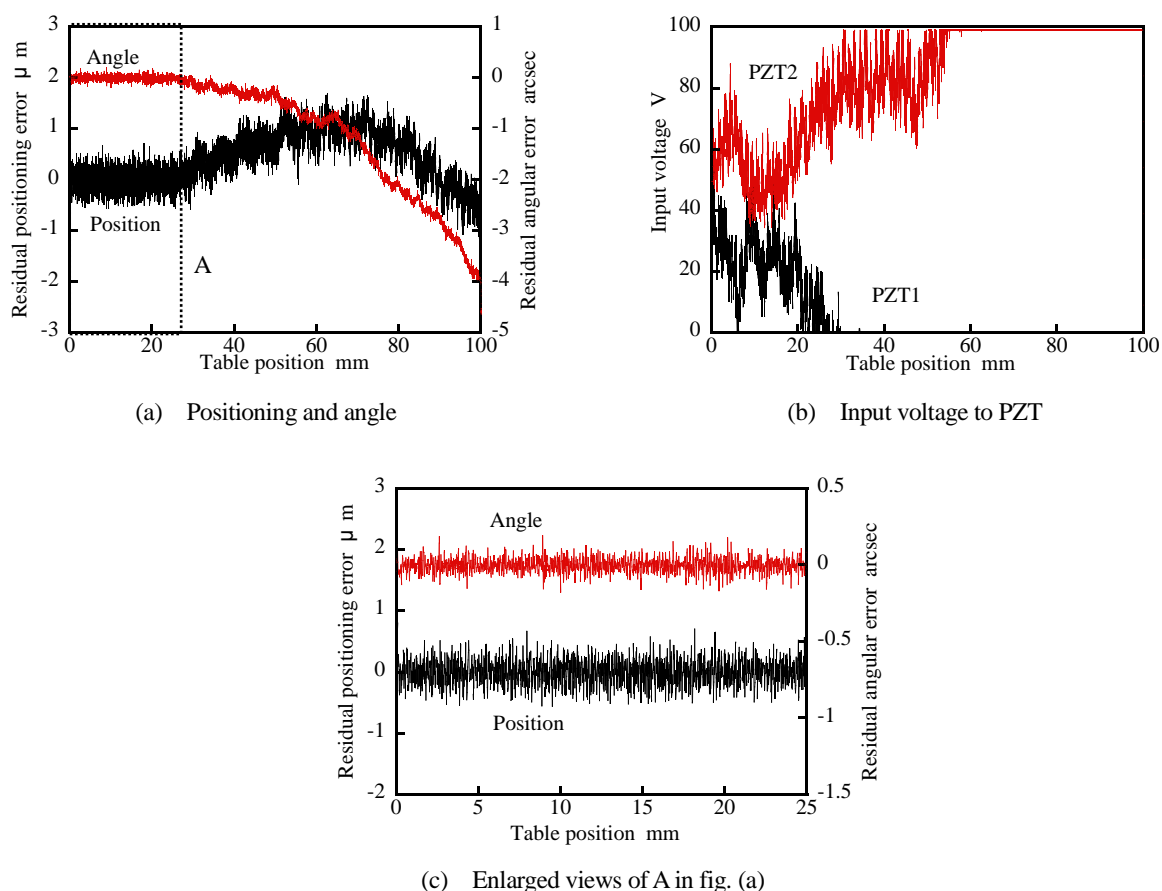 Residual positioning error μ m
3
2
1
0
-1
-2
-3
Angle
Position
A
1
0
-1
-2
-3
-4
-5
Residual angular error arcsec
0 20 40 60 80 100
Table position mm
(a) Positioning and angle
Input voltage V
100
80
60
40
20
0
PZT2
PZT1
0 20 40 60 80 100
Table position mm
(b) Input voltage to PZT
Residual positioning error μ m
3
2
1
0
-1
-2
Angle
Position
0.5
0
-0.5
-1
-1.5
Residual angular error arcsec
0 5 10 15 20 25
Table position mm
(c) Enlarged views of A in fig. (a)